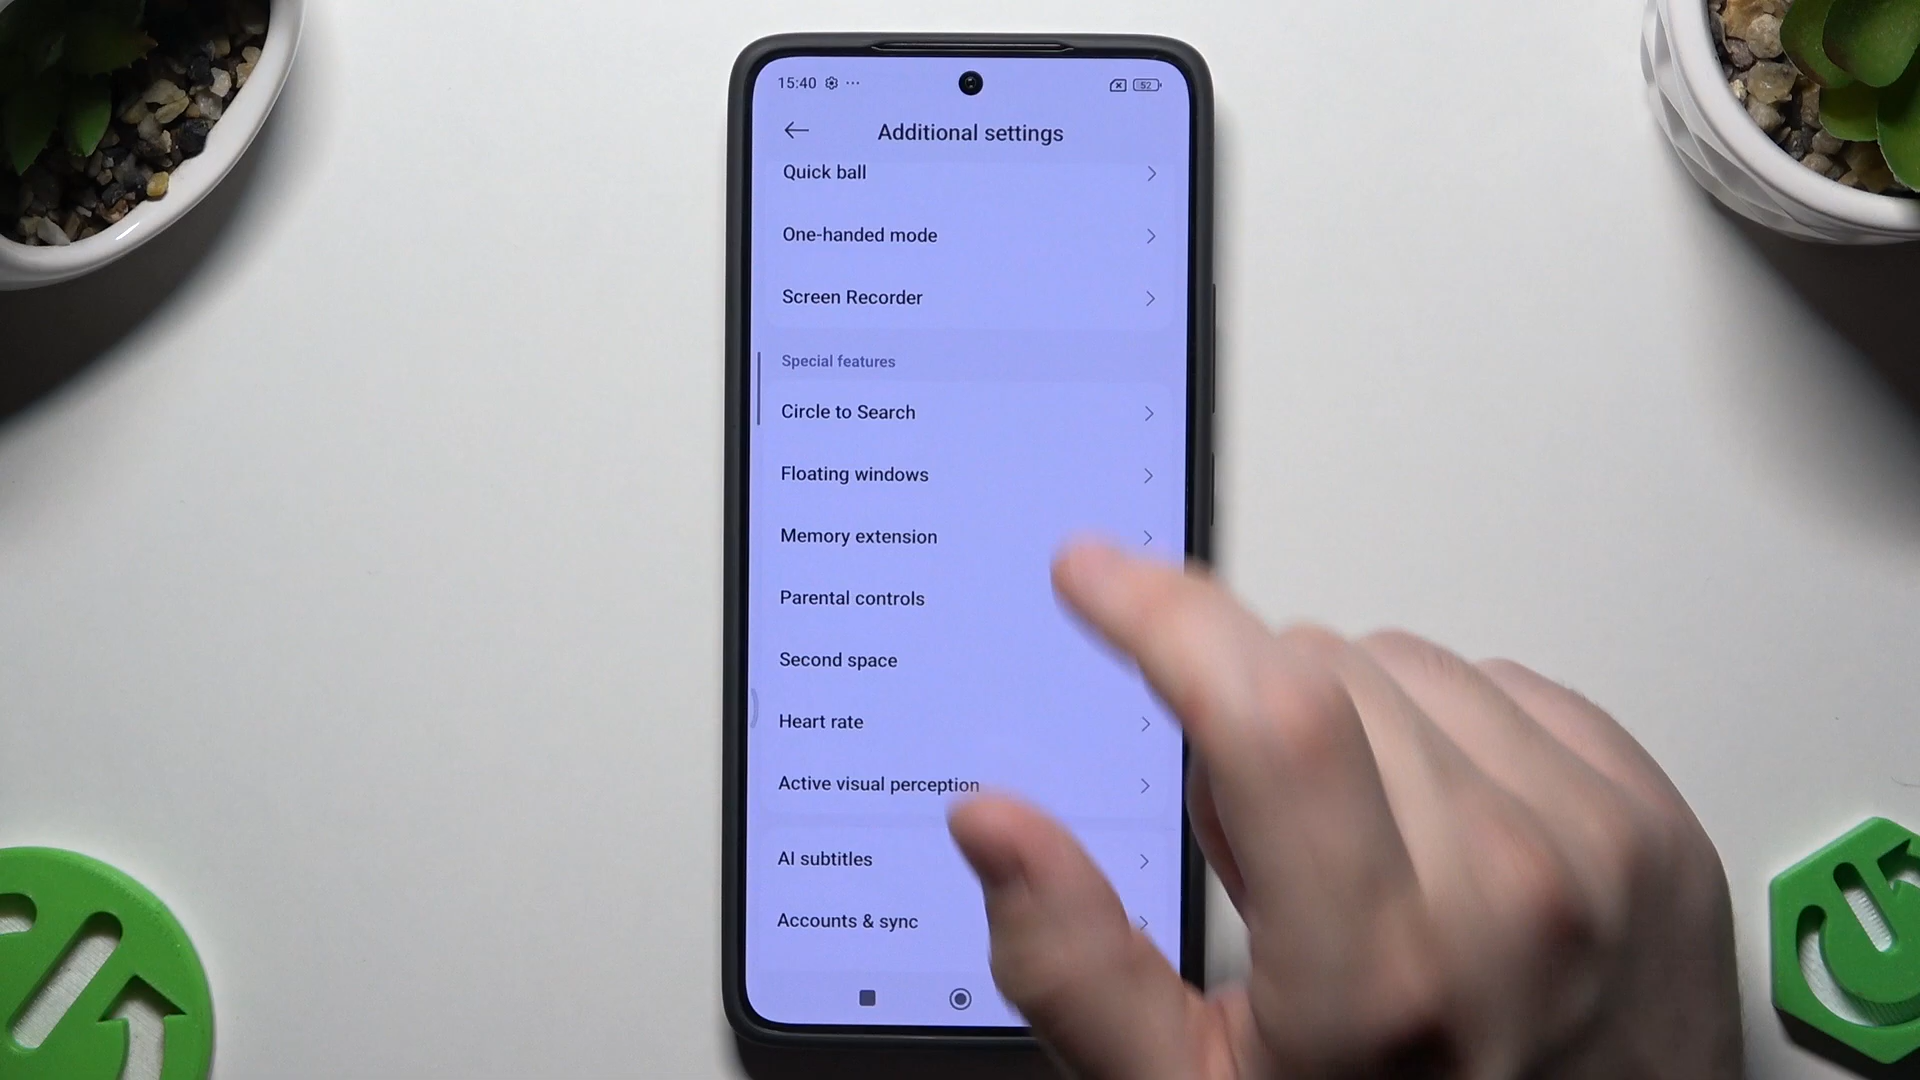 15:40 ... 52
Additional settings
Quick ball
One-handed mode
Screen Recorder
Special features
Circle to Search
Floating windows
Memory extension
Parental controls
Second space
Heart rate
Active visual perception
AI subtitles
Accounts & sync